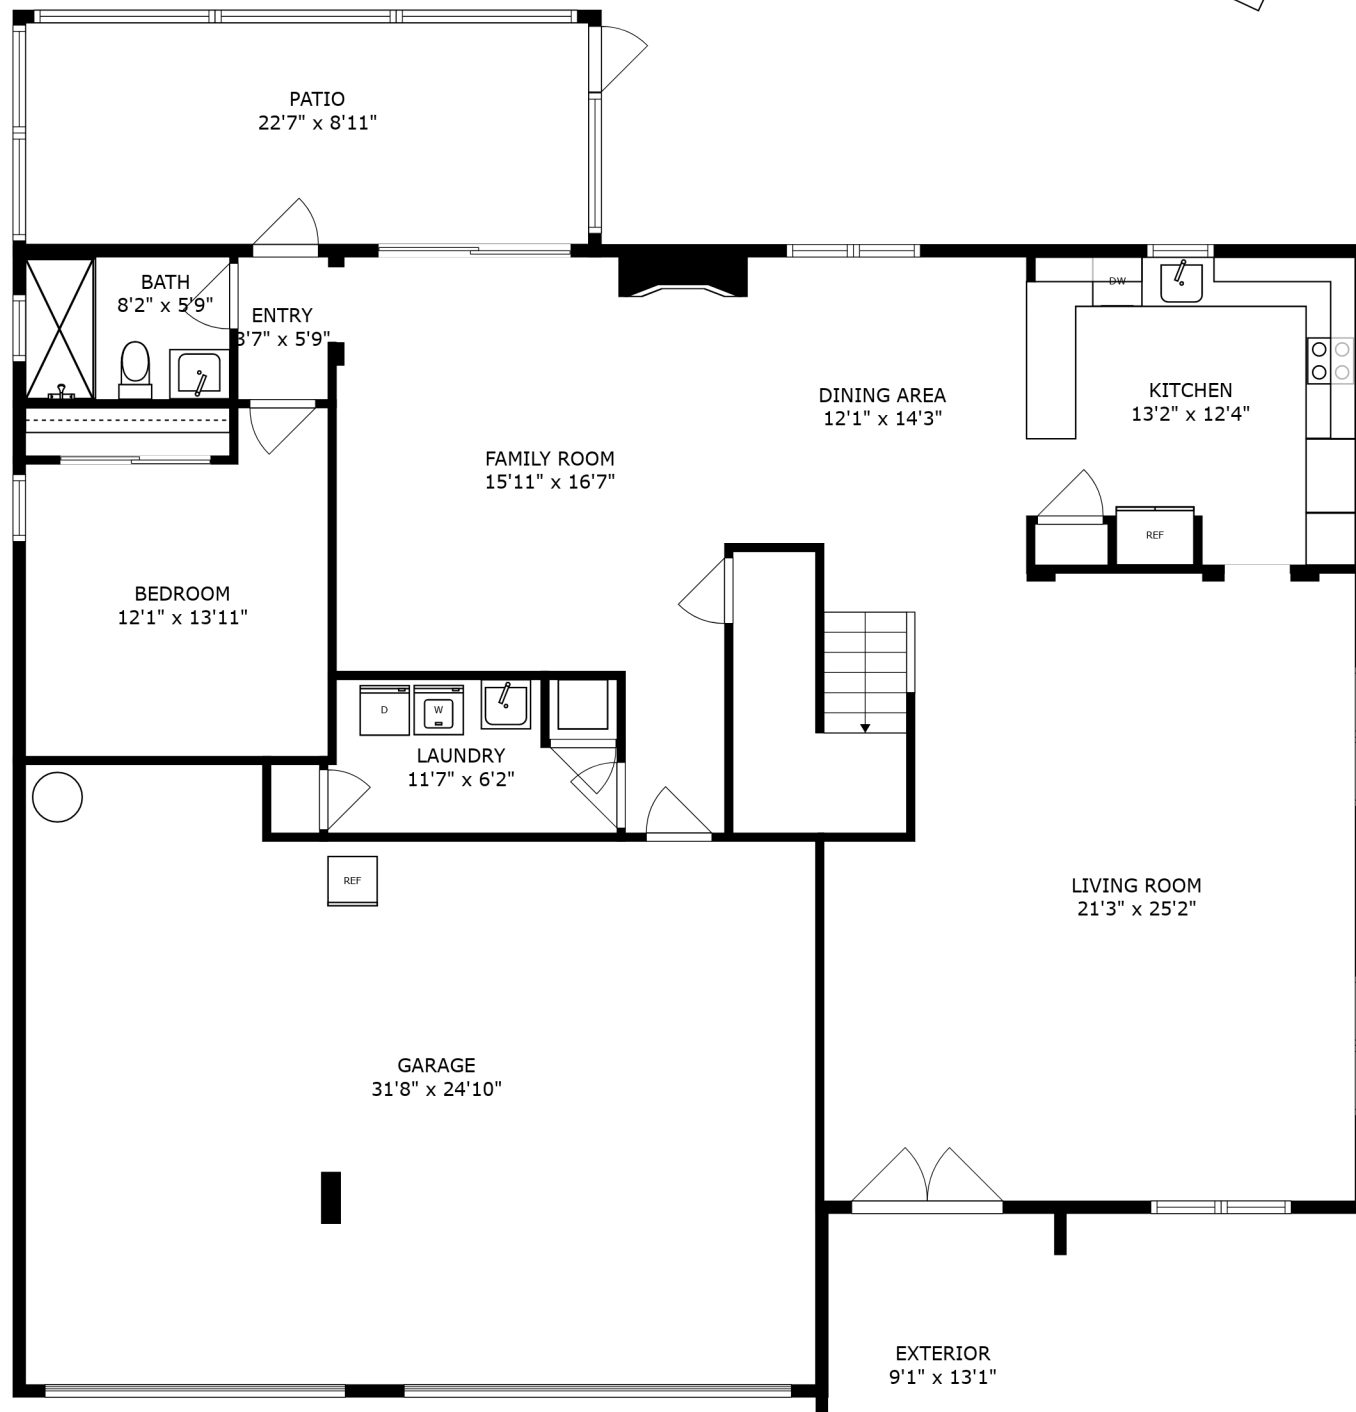 PATIO
22'7" x 8'11"
BATH
8'2" x 5'9"
ENTRY
3'7" x 5'9"
DW
DINING AREA
12'1" x 14'3"
KITCHEN
13'2" x 12'4"
FAMILY ROOM
15'11" x 16'7"
REF
BEDROOM
12'1" x 13'11"
D
W
LAUNDRY
11'7" x 6'2"
REF
LIVING ROOM
21'3" x 25'2"
GARAGE
31'8" x 24'10"
EXTERIOR
9'1" x 13'1"